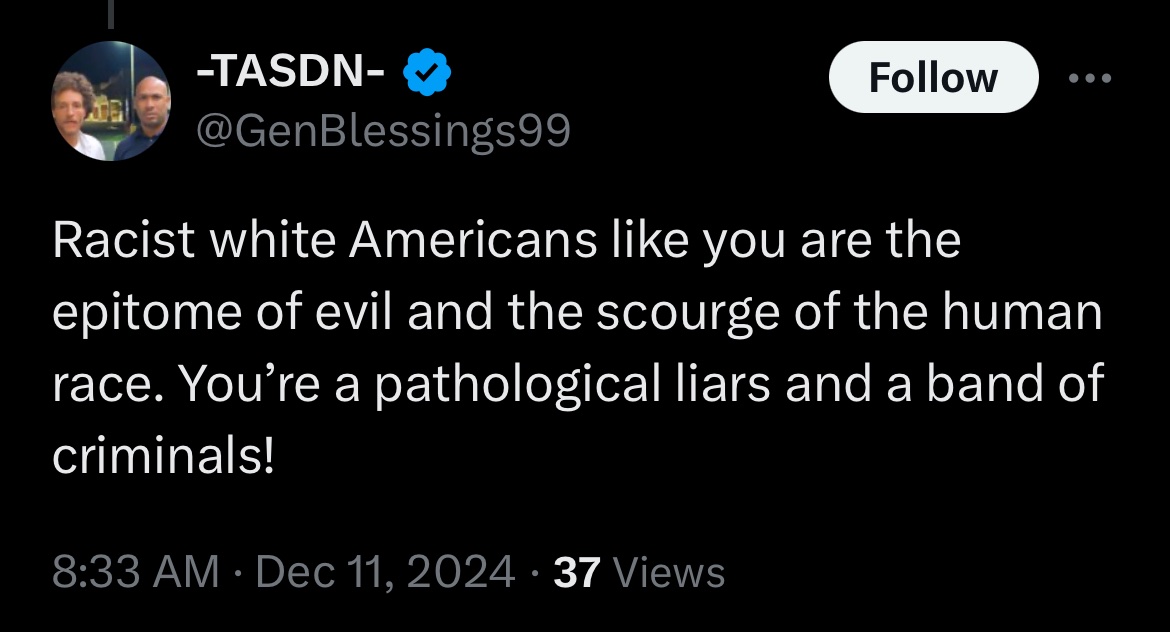 -TASDN-
Follow
@GenBlessings99
Racist white Americans like you are the
epitome of evil and the scourge of the human
race. You’re a pathological liars and a band of
criminals!
8:33 AM · Dec 11, 2024 · 37 Views